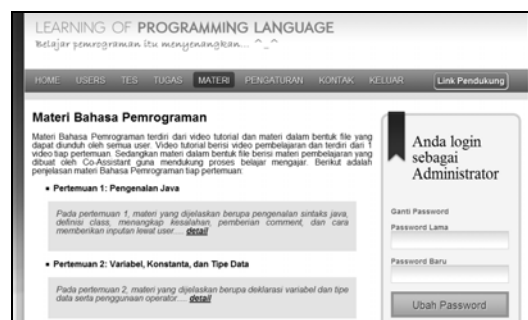 LEARNING OF PROGRAMMING LANGUAGE
Belajar pemrograman itu menyenangkan... ^_^
HOME USERS TES TUGAS MATERI PENGATURAN KONTAK KELUAR Link Pendukung
Materi Bahasa Pemrograman
Materi Bahasa Pemrograman terdiri dari video tutorial dan materi dalam bentuk file yang
dapat diunduh oleh semua user. Video tutorial berisi video pembelajaran dan terdiri dari 1
video tiap pertemuan. Sedangkan materi dalam bentuk file berisi materi pembelajaran yang
dibuat oleh Co-Assistant guna mendukung proses belajar mengajar. Berikut adalah
penjelasan materi Bahasa Pemrograman tiap pertemuan:
• Pertemuan 1: Pengenalan Java
Pada pertemuan 1, materi yang dijelaskan berupa pengenalan sintaks java,
definisi class, menangkap kesalahan, pemberian comment, dan cara
memberikan inputan lewat user.... detail
• Pertemuan 2: Variabel, Konstanta, dan Tipe Data
Pada pertemuan 2, materi yang dijelaskan berupa deklarasi variabel dan tipe
data serta penggunaan operator.... detail
Anda login
sebagai
Administrator
Ganti Password
Password Lama
Password Baru
Ubah Password